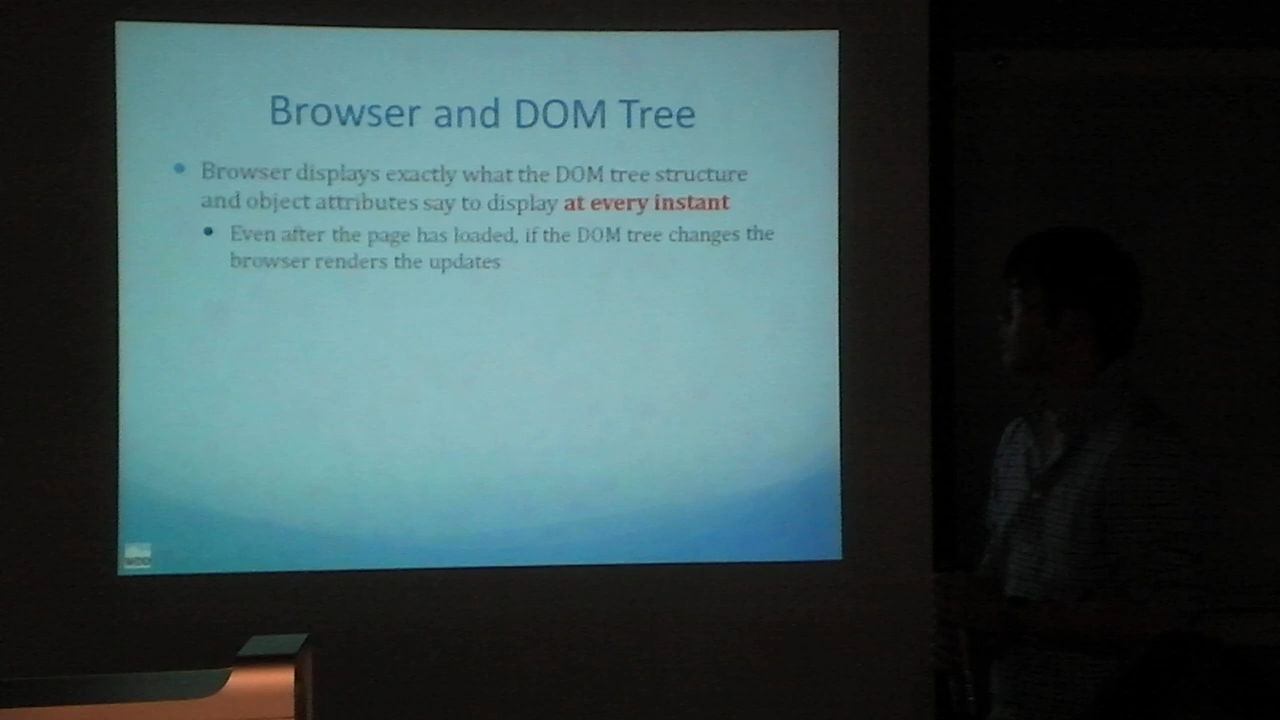 Browser and DOM Tree
Browser displays exactly what the DOM tree structure
and object attributes say to display at every instant
Even after the page has loaded, if the DOM tree changes the
browser renders the updates